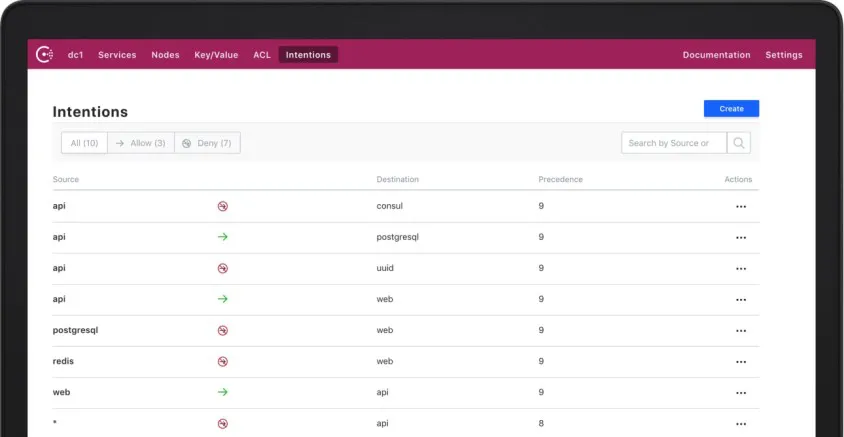 dc1 Services Nodes Key/Value ACL Intentions Documentation Settings
Intentions
Create
All (10) Allow (3) Deny (7)
Search by Source or
Source Destination Precedence Actions
api consul 9
api postgresql 9
api uuid 9
api web 9
postgresql web 9
redis web 9
web api 9
* api 8